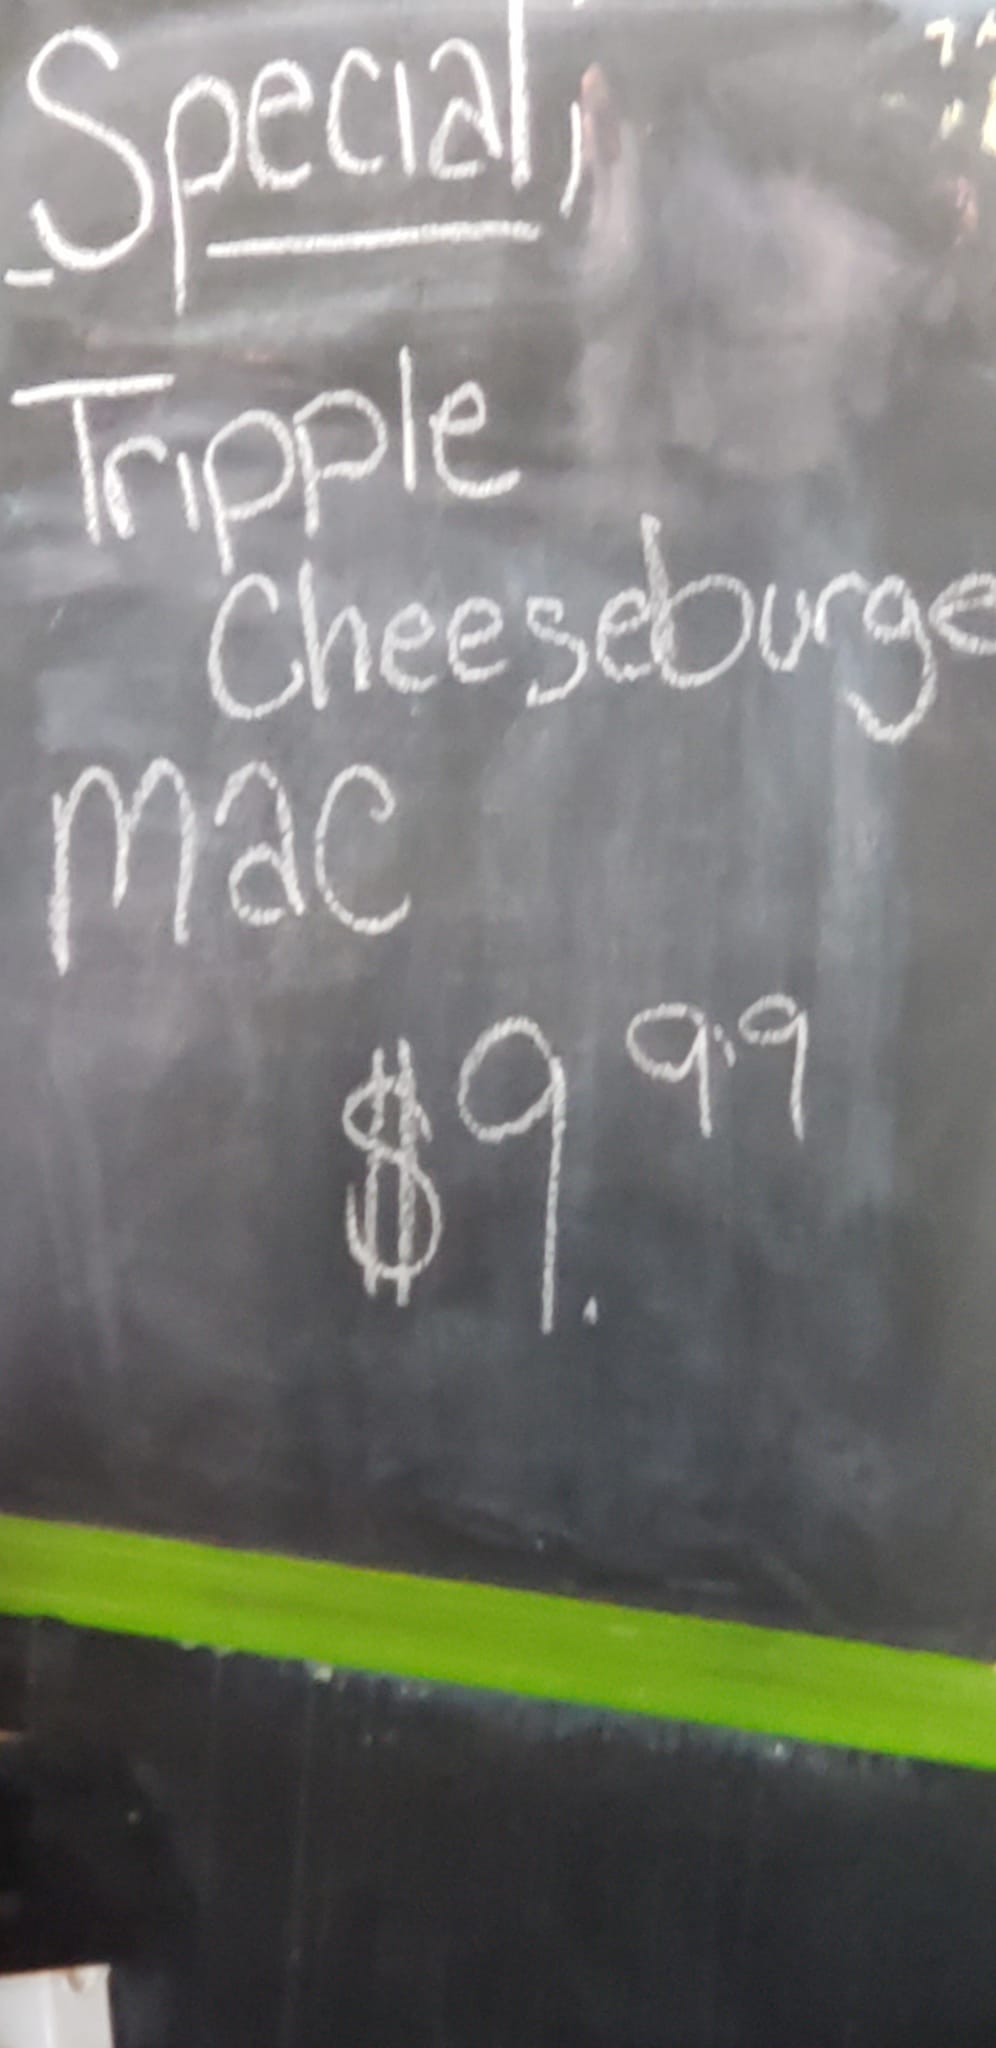 Special,
Tripple
Cheeseburge
mac
$9.99